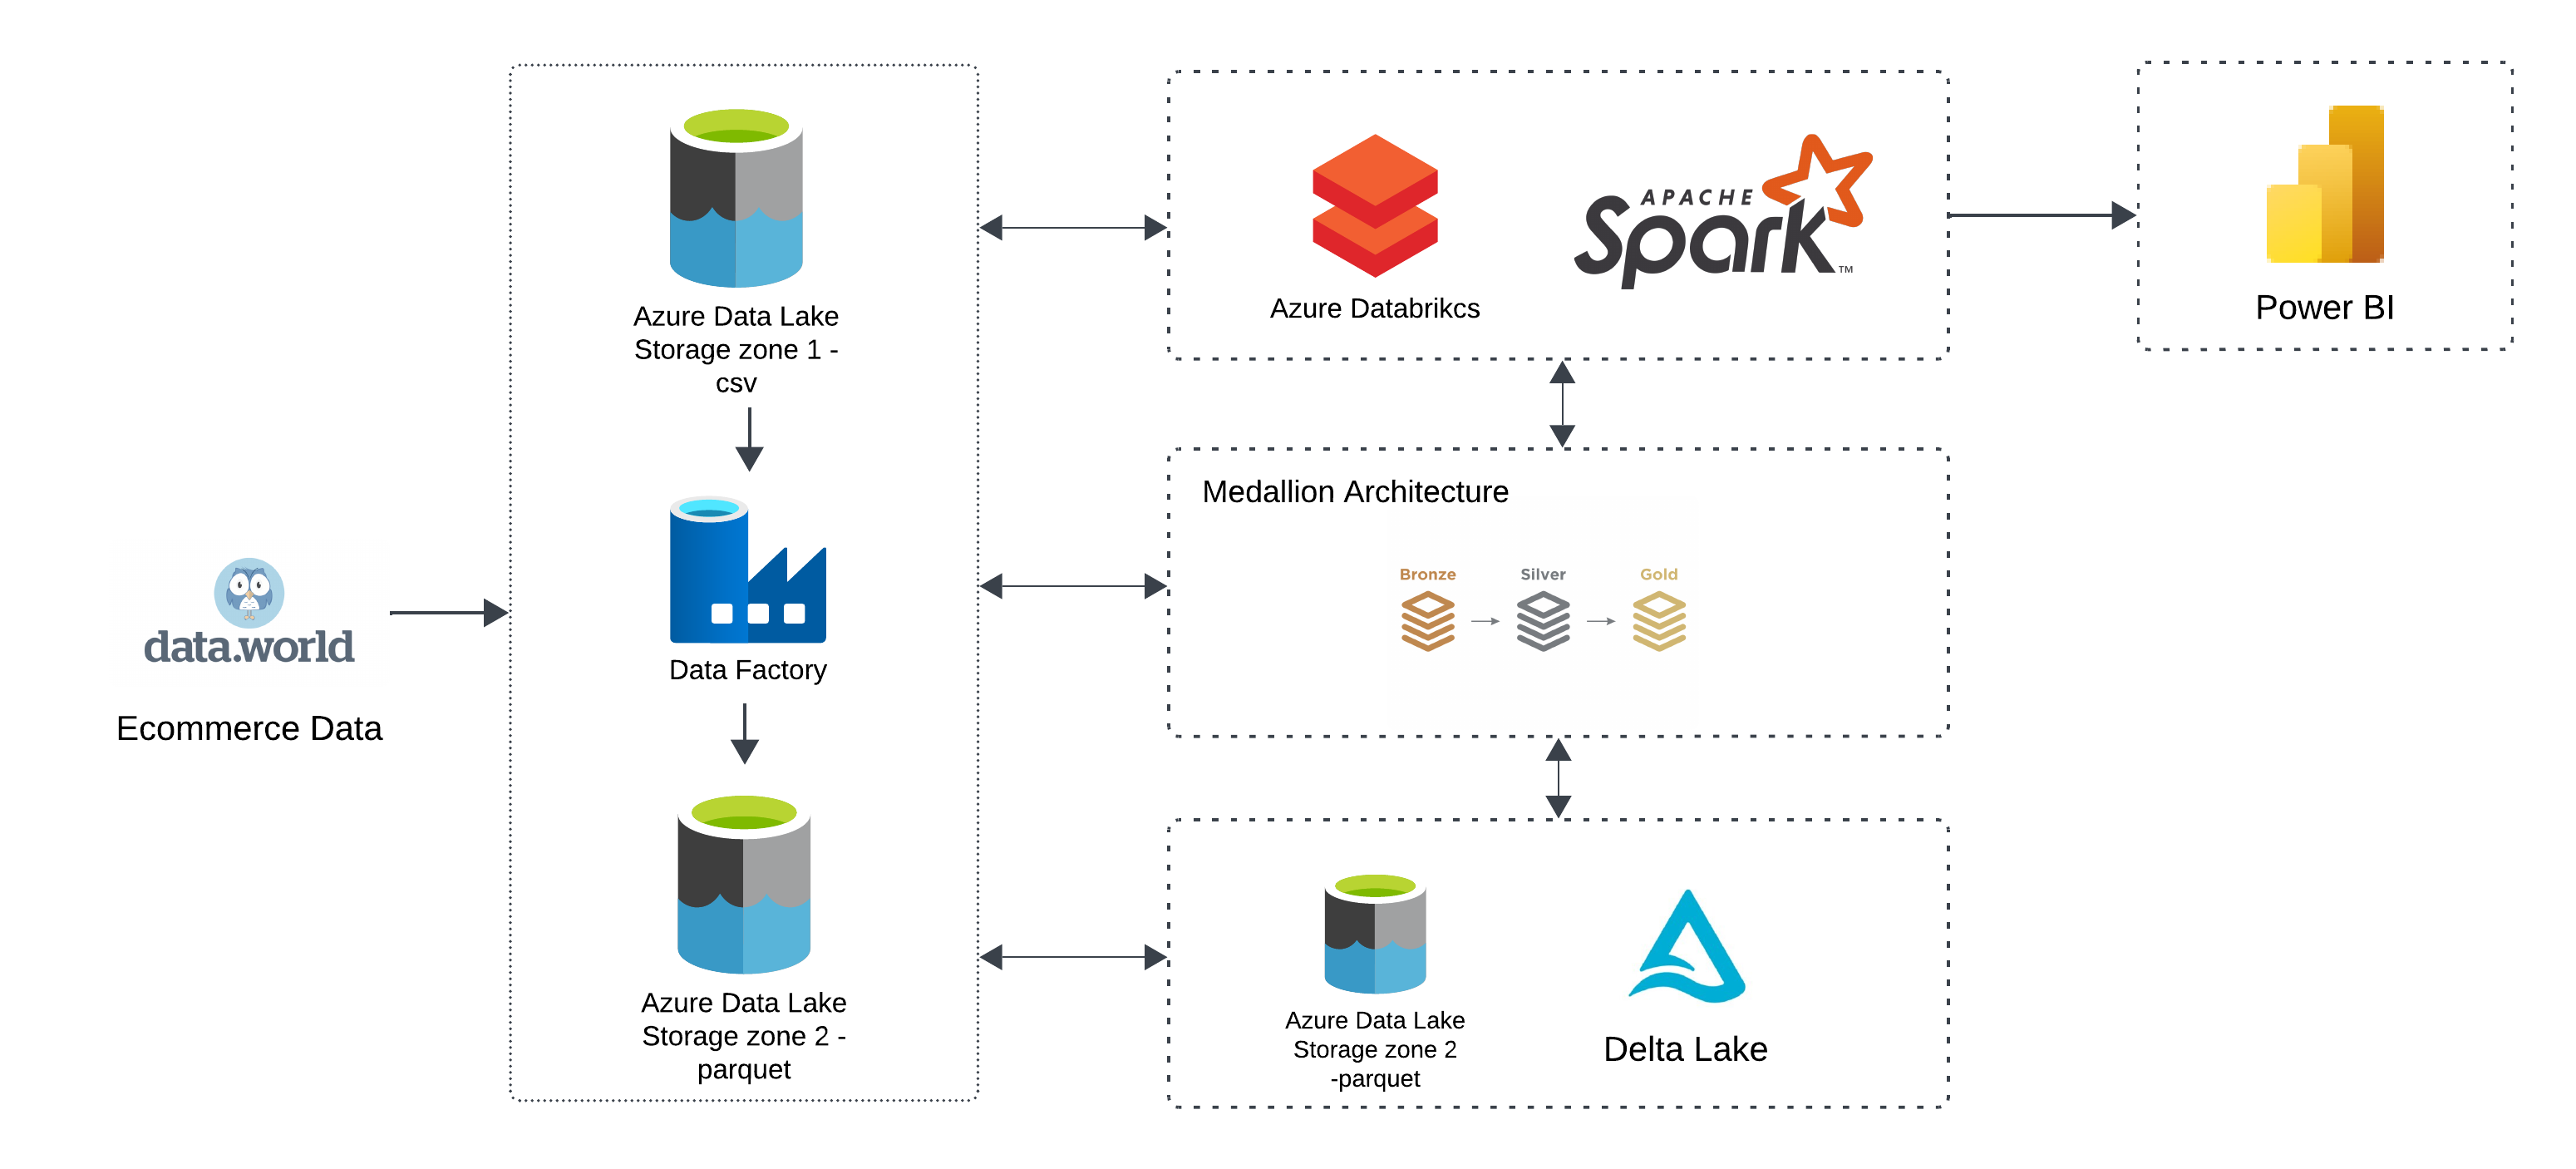 data.world
Ecommerce Data
Azure Data Lake
Storage zone 1 -
csv
Data Factory
Azure Data Lake
Storage zone 2 -
parquet
Azure Databrikcs
APACHE
Spark™
Medallion Architecture
Bronze
Silver
Gold
Azure Data Lake
Storage zone 2
-parquet
Delta Lake
Power BI